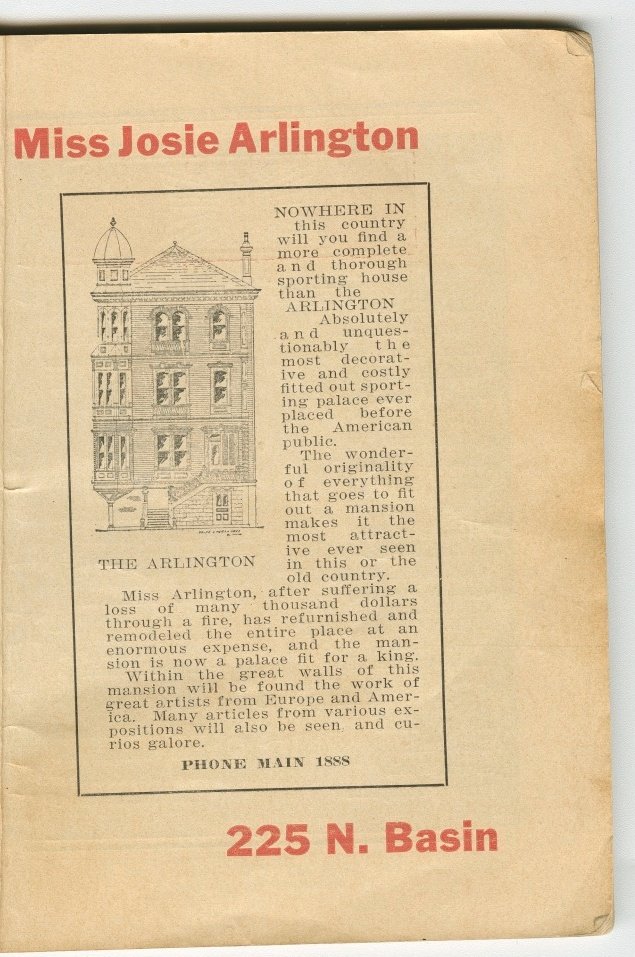 Miss Josie Arlington
NOWHERE IN
this country
will you find a
more complete
and thorough
sporting house
than the
ARLINGTON
Absolutely
and unques-
tionably the
most decorat-
ive and costly
fitted out sport-
ing palace ever
placed before
the American
public.
The wonder-
ful originality
of everything
that goes to fit
out a mansion
makes it the
most attract-
ive ever seen
in this or the
old country.
THE ARLINGTON
Miss Arlington, after suffering a
loss of many thousand dollars
through a fire, has refurnished and
remodeled the entire place at an
enormous expense, and the man-
sion is now a palace fit for a king.
Within the great walls of this
mansion will be found the work of
great artists from Europe and Amer-
ica. Many articles from various ex-
positions will also be seen and cu-
rios galore.
PHONE MAIN 1888
225 N. Basin